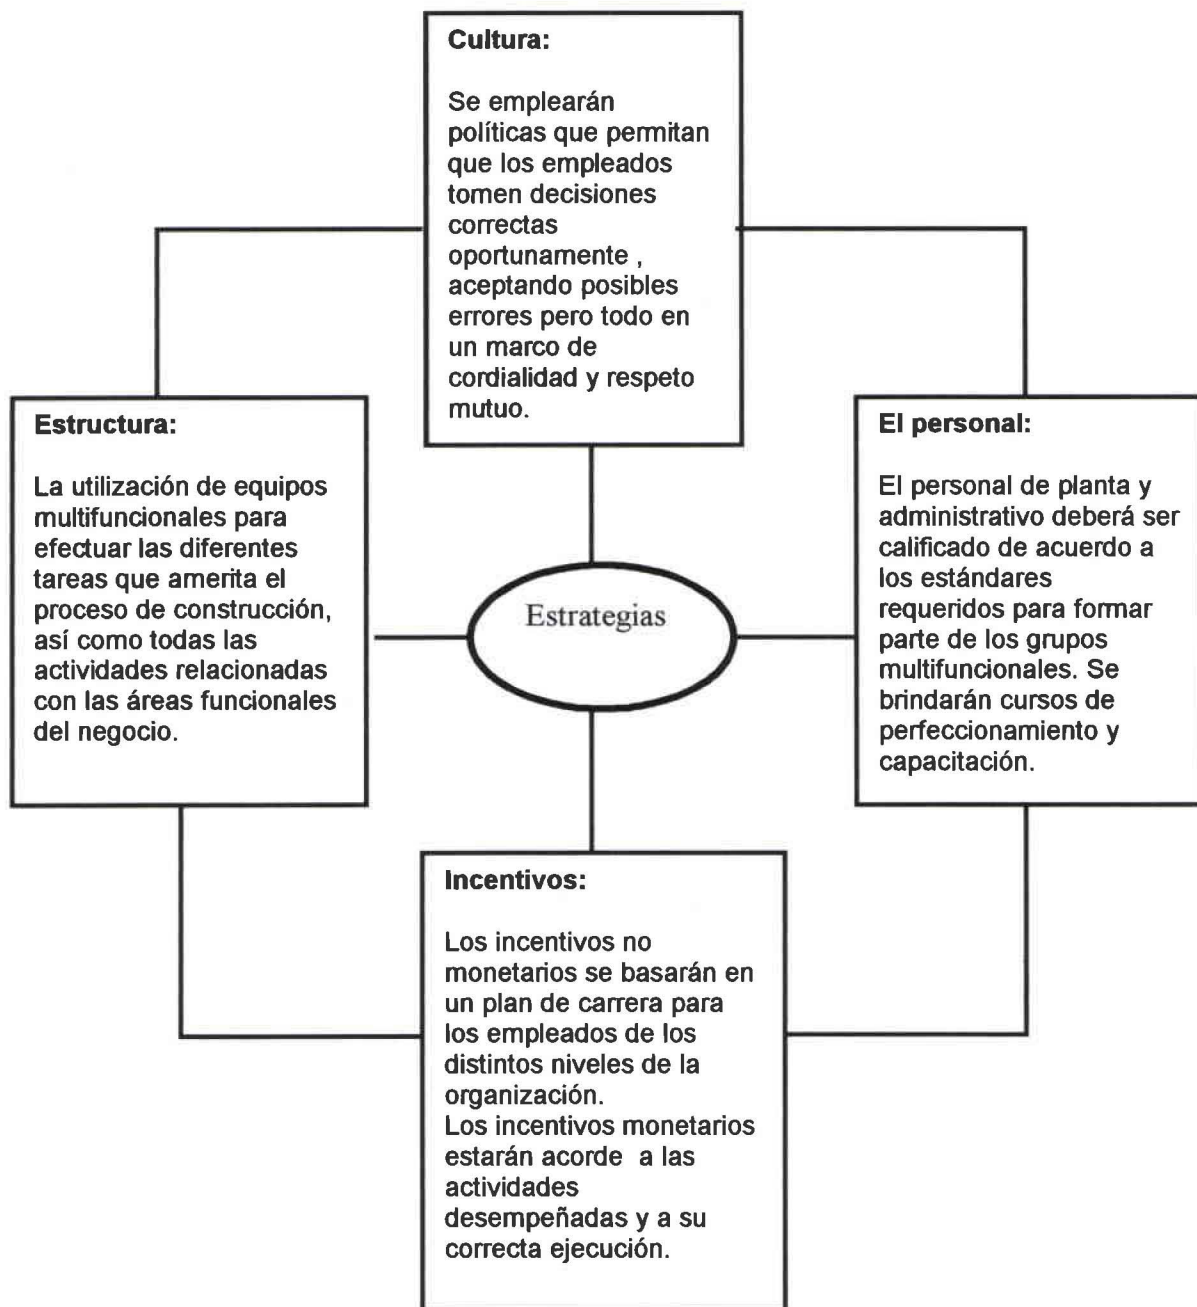 Cultura:
Se emplearán
políticas que permitan
que los empleados
tomen decisiones
correctas
oportunamente ,
aceptando posibles
errores pero todo en
un marco de
cordialidad y respeto
mutuo.
Estructura:
La utilización de equipos
multifuncionales para
efectuar las diferentes
tareas que amerita el
proceso de construcción,
así como todas las
actividades relacionadas
con las áreas funcionales
del negocio.
Estrategias
El personal:
El personal de planta y
administrativo deberá ser
calificado de acuerdo a
los estándares
requeridos para formar
parte de los grupos
multifuncionales. Se
brindarán cursos de
perfeccionamiento y
capacitación.
Incentivos:
Los incentivos no
monetarios se basarán en
un plan de carrera para
los empleados de los
distintos niveles de la
organización.
Los incentivos monetarios
estarán acorde  a las
actividades
desempeñadas y a su
correcta ejecución.